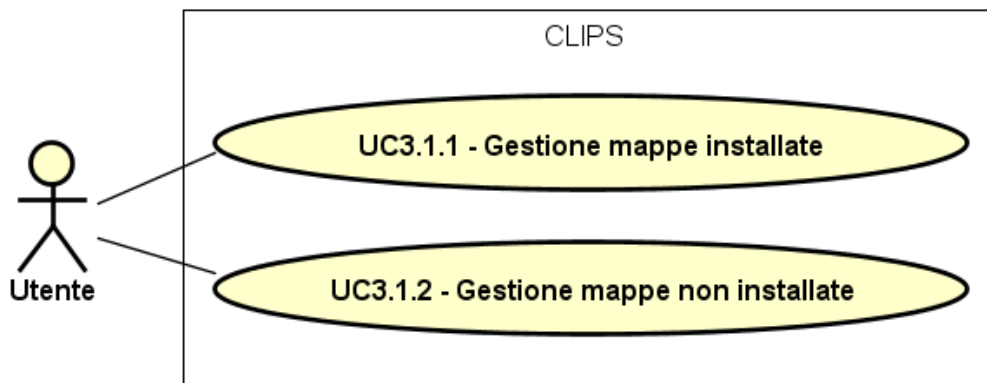 CLIPS
UC3.1.1 - Gestione mappe installate
Utente
UC3.1.2 - Gestione mappe non installate